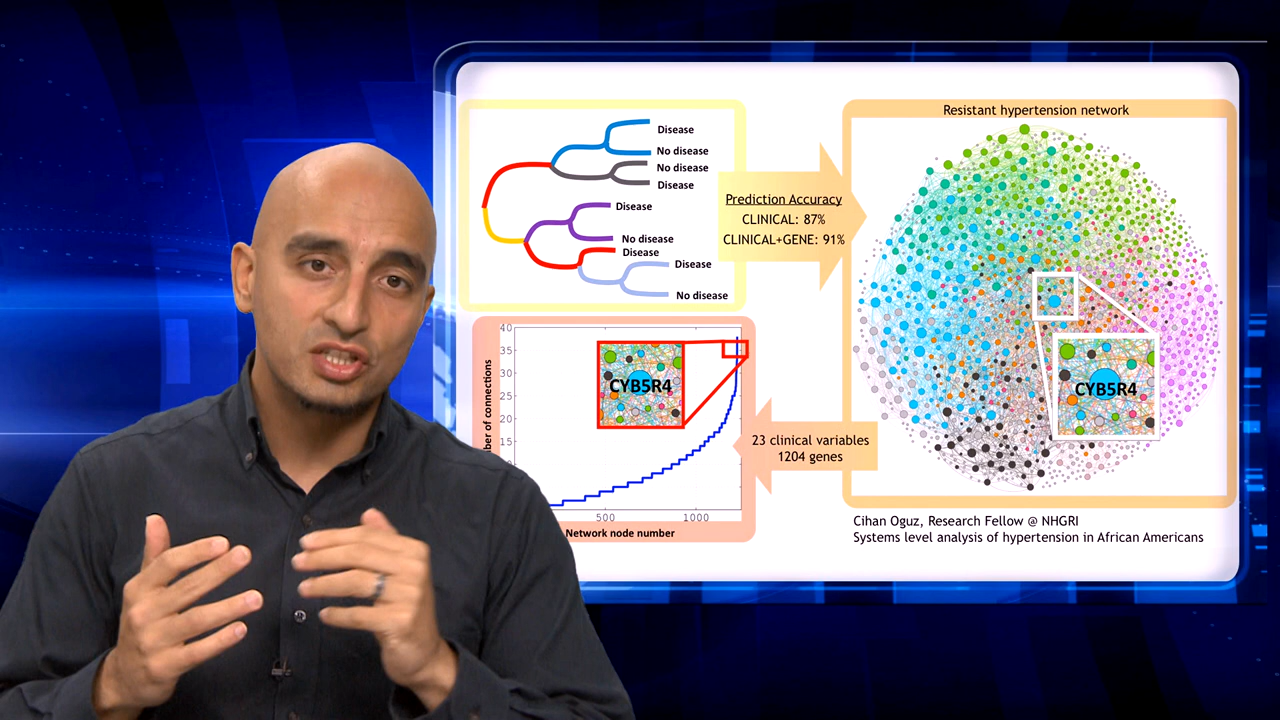 Disease
No disease
No disease
Disease
Disease
No disease
Disease
Disease
No disease
Prediction Accuracy
CLINICAL: 87%
CLINICAL+GENE: 91%
Resistant hypertension network
CYB5R4
40
35
30
25
20
15
500
1000
of connections
Network node number
CYB5R4
23 clinical variables
1204 genes
Cihan Oguz, Research Fellow @ NHGRI
Systems level analysis of hypertension in African Americans